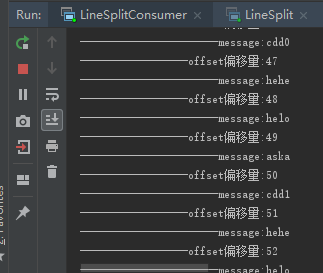 Run: LineSplitConsumer LineSplit
————————————————message:cdd0
————————————offset偏移量:47
————————————————message:hehe
————————————offset偏移量:48
————————————————message:helo
————————————offset偏移量:49
————————————————message:aska
————————————offset偏移量:50
————————————————message:cdd1
————————————offset偏移量:51
————————————————message:hehe
————————————offset偏移量:52
————————————————message:helo
2: Favorites